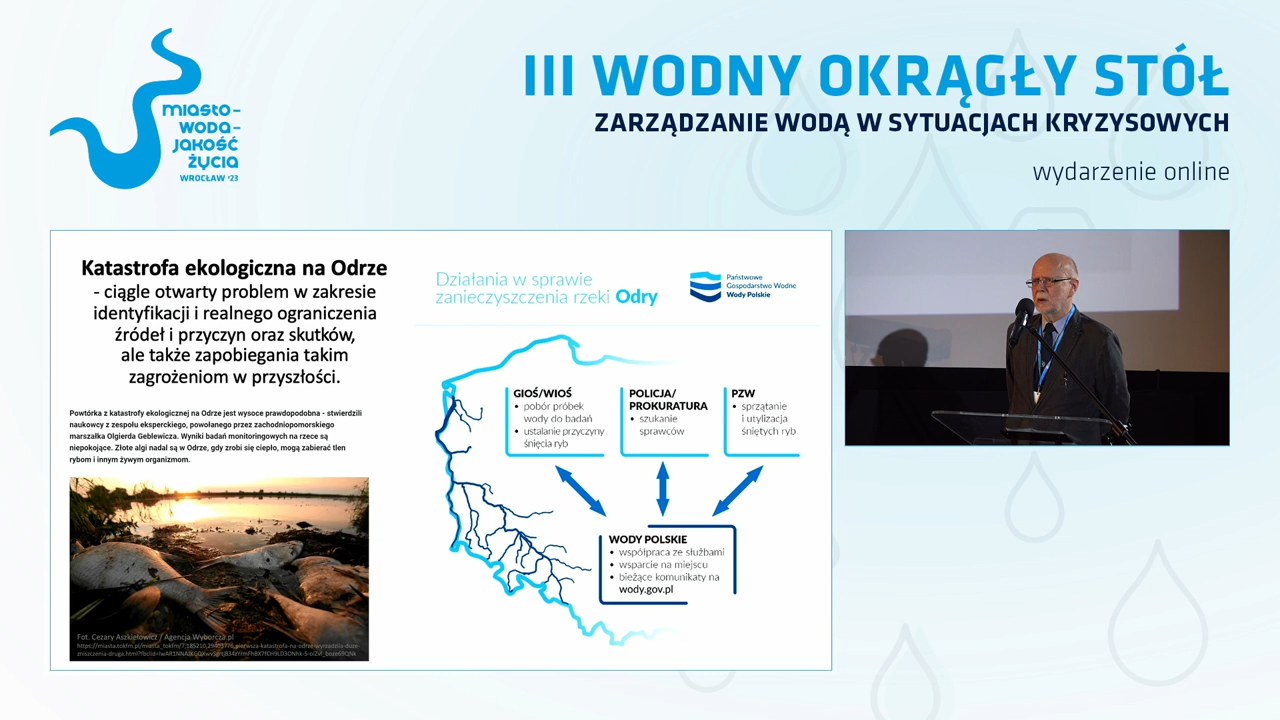 miasto-
woda-
jakość
życia
WROCŁAW '23
III WODNY OKRĄGŁY STÓŁ
ZARZĄDZANIE WODĄ W SYTUACJACH KRYZYSOWYCH
wydarzenie online
Katastrofa ekologiczna na Odrze
- ciągle otwarty problem w zakresie
identyfikacji i realnego ograniczenia
źródeł i przyczyn oraz skutków,
ale także zapobiegania takim
zagrożeniom w przyszłości.
Powtórka z katastrofy ekologicznej na Odrze jest wysoce prawdopodobna - stwierdzili
naukowcy z zespołu eksperckiego, powołanego przez zachodniopomorskiego
marszałka Olgierda Geblewicza. Wyniki badań monitoringowych na rzece są
niepokojące. Złote algi nadal są w Odrze, gdy zrobi się ciepło, mogą zabierać tlen
rybom i innym żywym organizmom.
Fot. Cezary Aszkiełowicz / Agencja Wyborcza.pl
Działania w sprawie
zanieczyszczenia rzeki Odry
Państwowe
Gospodarstwo Wodne
Wody Polskie
GIOŚ/WIOŚ
• pobór próbek
wody do badań
• ustalanie przyczyny
śnięcia ryb
POLICJA/
PROKURATURA
• szukanie
sprawców
PZW
• sprzątanie
i utylizacja
śniętych ryb
WODY POLSKIE
• współpraca ze służbami
• wsparcie na miejscu
• bieżące komunikaty na
wody.gov.pl